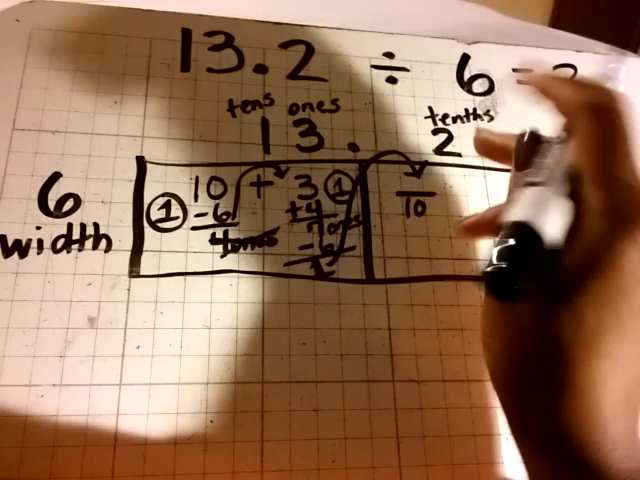 13.2 ÷ 6 = ?
tens ones tenths
1 3 . 2
6
width
10 + 3 ①
① -6 +4
4 ones 7 ones
-6
1
10